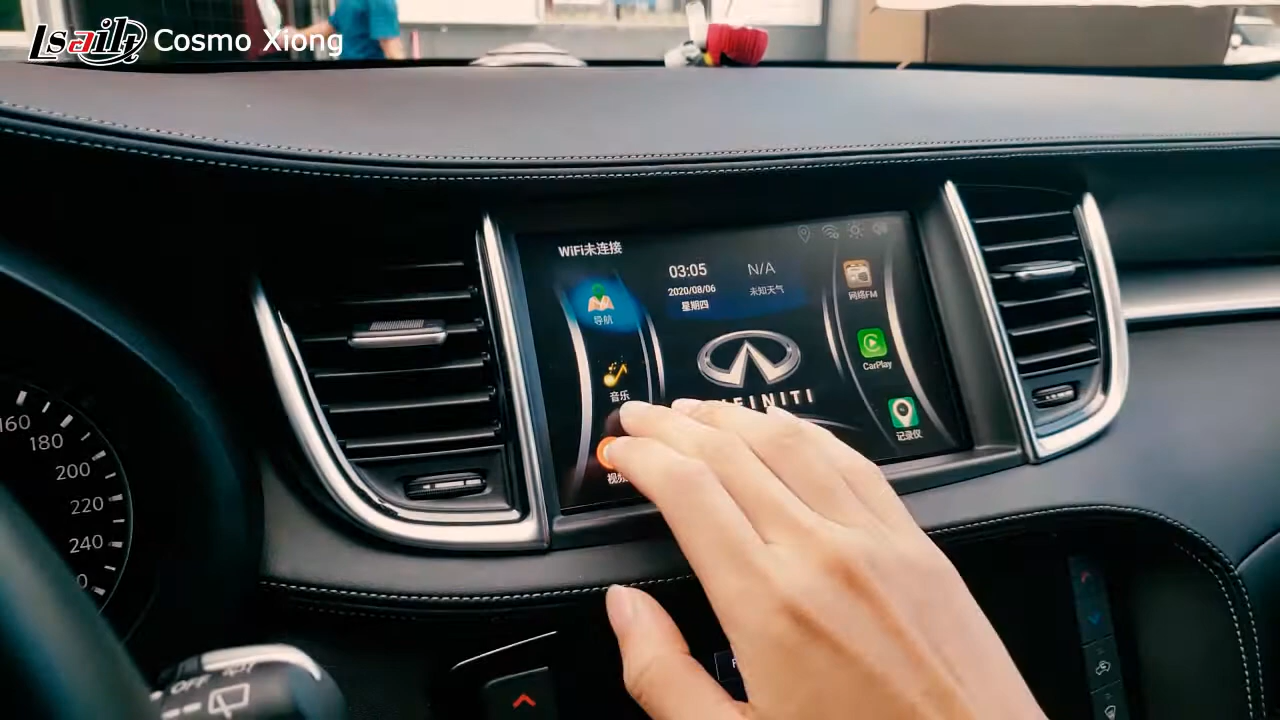 Lsailt Cosmo Xiong
WiFi未连接
03:05
N/A
2020/08/06
未知天气
星期四
导航
音乐
网络FM
CarPlay
记录仪
160
180
200
220
240
OFF